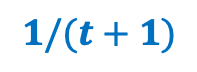 1/(t + 1)